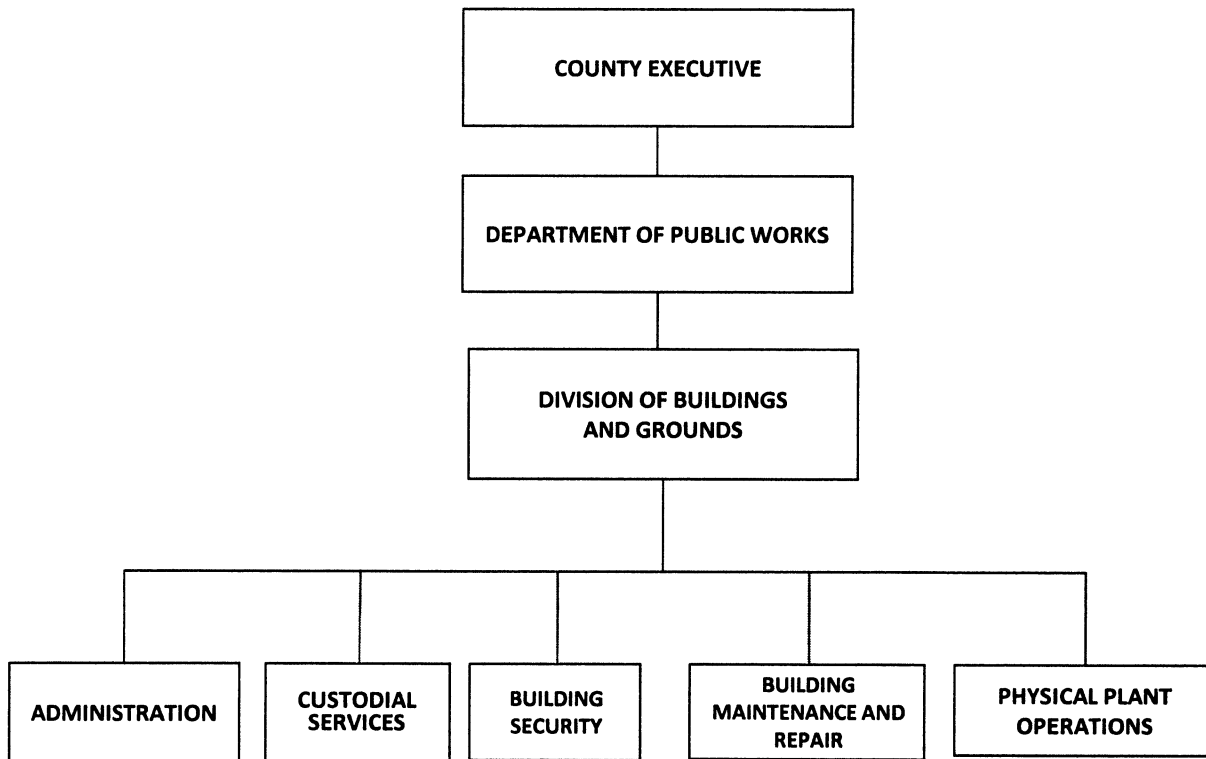 COUNTY EXECUTIVE
DEPARTMENT OF PUBLIC WORKS
DIVISION OF BUILDINGS
AND GROUNDS
ADMINISTRATION
CUSTODIAL
SERVICES
BUILDING
SECURITY
BUILDING
MAINTENANCE AND
REPAIR
PHYSICAL PLANT
OPERATIONS